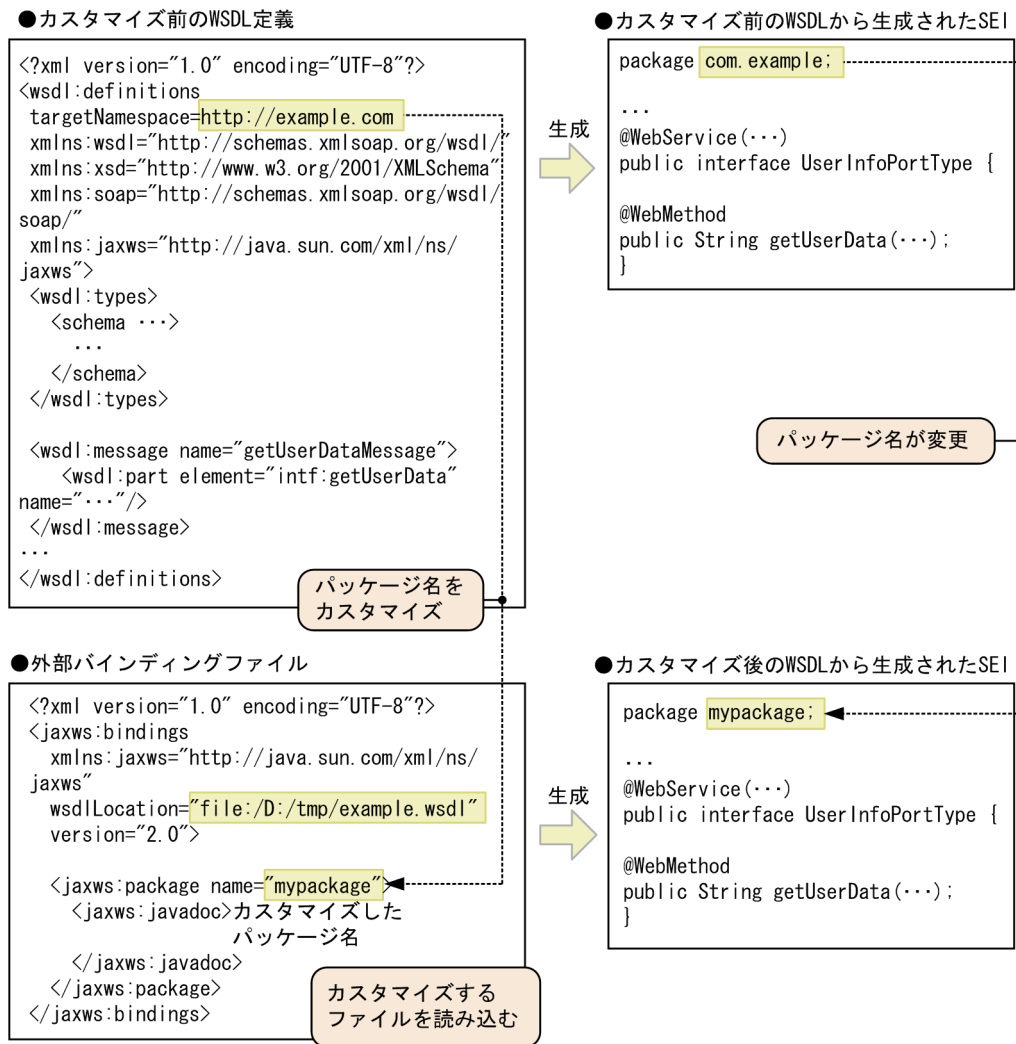 ●カスタマイズ前のWSDL定義
<?xml version="1.0" encoding="UTF-8"?>
<wsdl:definitions
targetNamespace=http://example.com
xmlns:wsdl="http://schemas.xmlsoap.org/wsdl/"
xmlns:xsd="http://www.w3.org/2001/XMLSchema"
xmlns:soap="http://schemas.xmlsoap.org/wsdl/
soap/"
xmlns:jaxws="http://java.sun.com/xml/ns/
jaxws">
<wsdl:types>
<schema ･･･>
･･･
</schema>
</wsdl:types>
<wsdl:message name="getUserDataMessage">
<wsdl:part element="intf:getUserData"
name="･･･"/>
</wsdl:message>
･･･
</wsdl:definitions>
パッケージ名を
カスタマイズ
生成
●カスタマイズ前のWSDLから生成されたSEI
package com.example;
...
@WebService(･･･)
public interface UserInfoPortType {
@WebMethod
public String getUserData(･･･);
}
パッケージ名が変更
●外部バインディングファイル
<?xml version="1.0" encoding="UTF-8"?>
<jaxws:bindings
xmlns:jaxws="http://java.sun.com/xml/ns/
jaxws"
wsdlLocation="file:/D:/tmp/example.wsdl"
version="2.0">
<jaxws:package name="mypackage">
<jaxws:javadoc>カスタマイズした
パッケージ名
</jaxws:javadoc>
</jaxws:package>
</jaxws:bindings>
カスタマイズする
ファイルを読み込む
生成
●カスタマイズ後のWSDLから生成されたSEI
package mypackage;
...
@WebService(･･･)
public interface UserInfoPortType {
@WebMethod
public String getUserData(･･･);
}